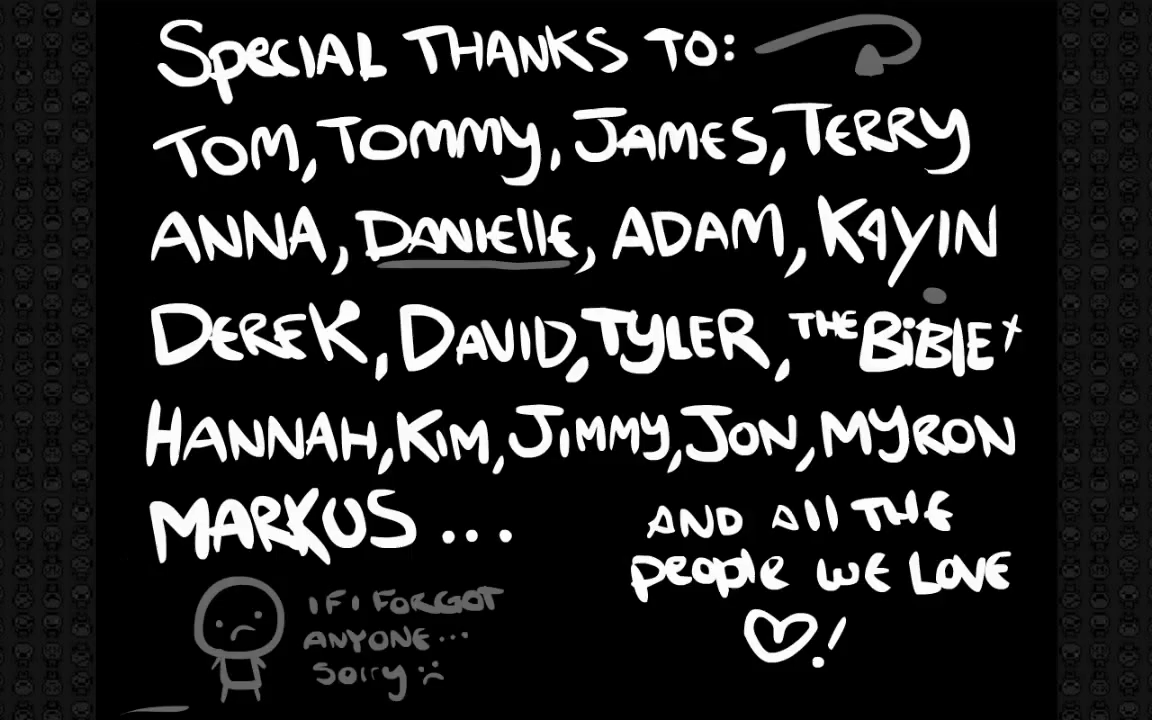 SPECIAL THANKS TO:
TOM, TOMMY, JAMES, TERRY
ANNA, DANIELLE, ADAM, KAYIN
DEREK, DAVID, TYLER, THE BIBLE +
HANNAH, KIM, JIMMY, JON, MYRON
MARKUS...
AND All THE
people WE LOVE
♡!
IF I FORGOT
ANYONE...
SORRY :(